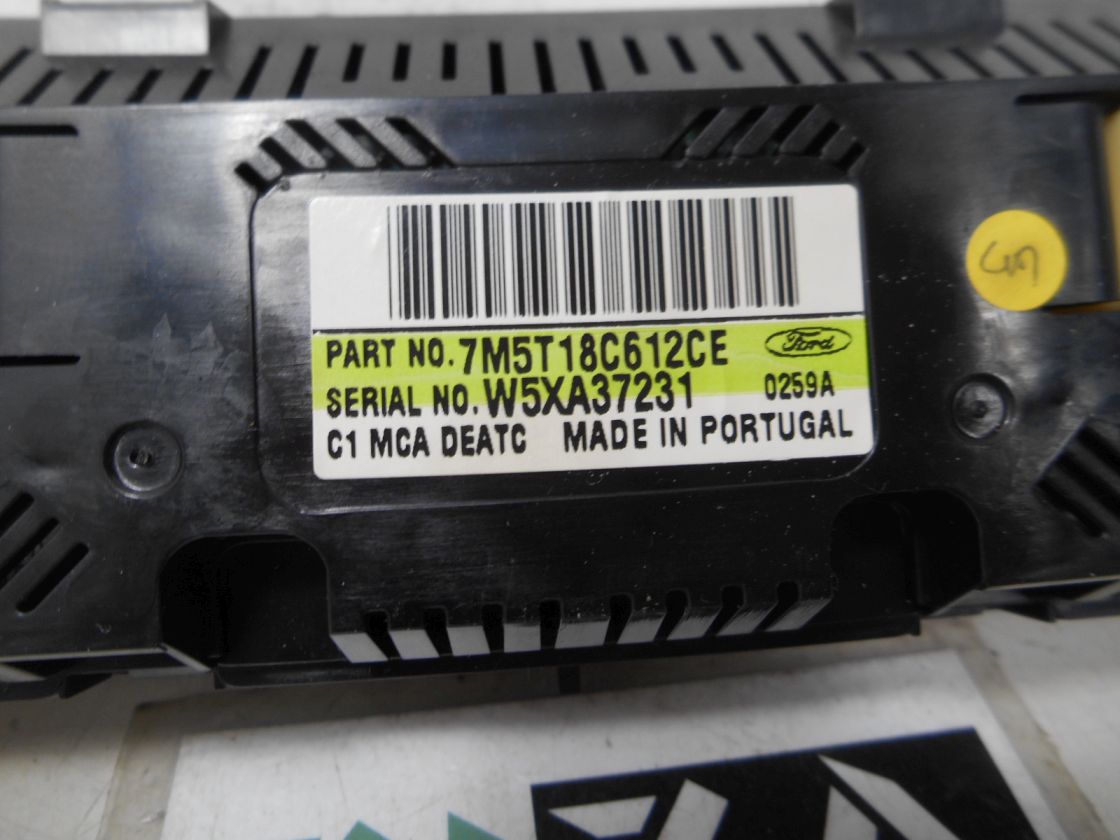 PART NO. 7M5T18C612CE Ford
SERIAL NO. W5XA37231 0259A
C1 MCA DEATC MADE IN PORTUGAL